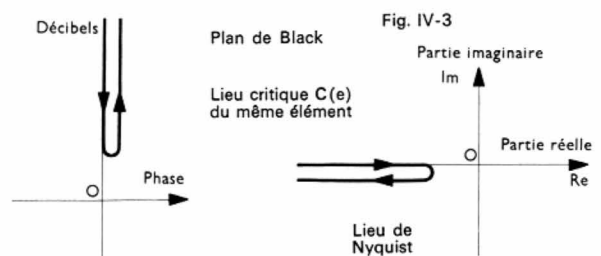 Décibels
Plan de Black
Fig. IV-3
Partie imaginaire
Im
Lieu critique C(e)
du même élément
O
Phase
O
Partie réelle
Re
Lieu de
Nyquist